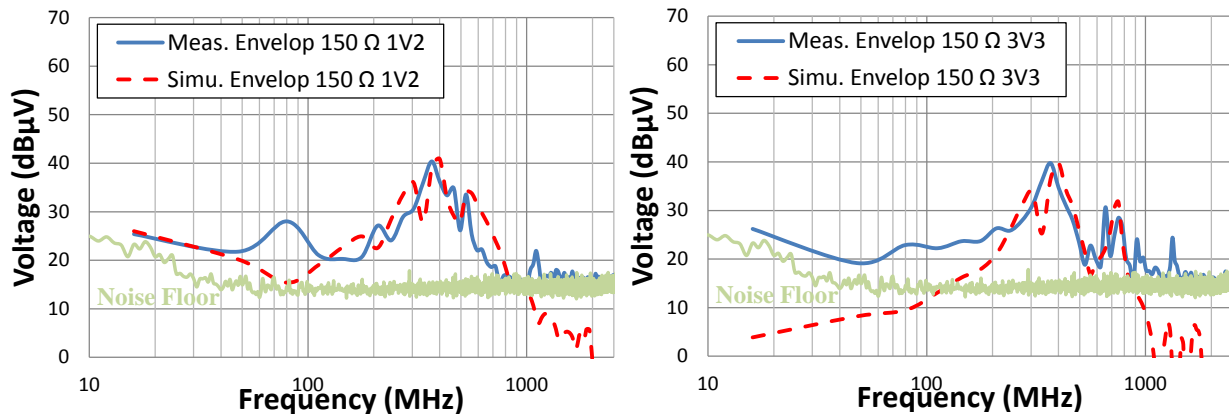 Meas. Envelop 150 Ω 1V2
Simu. Envelop 150 Ω 1V2
Voltage (dBµV)
70
60
50
40
30
20
10
0
Noise Floor
10
100
1000
Frequency (MHz)
Meas. Envelop 150 Ω 3V3
Simu. Envelop 150 Ω 3V3
Voltage (dBµV)
70
60
50
40
30
20
10
0
Noise Floor
10
100
1000
Frequency (MHz)